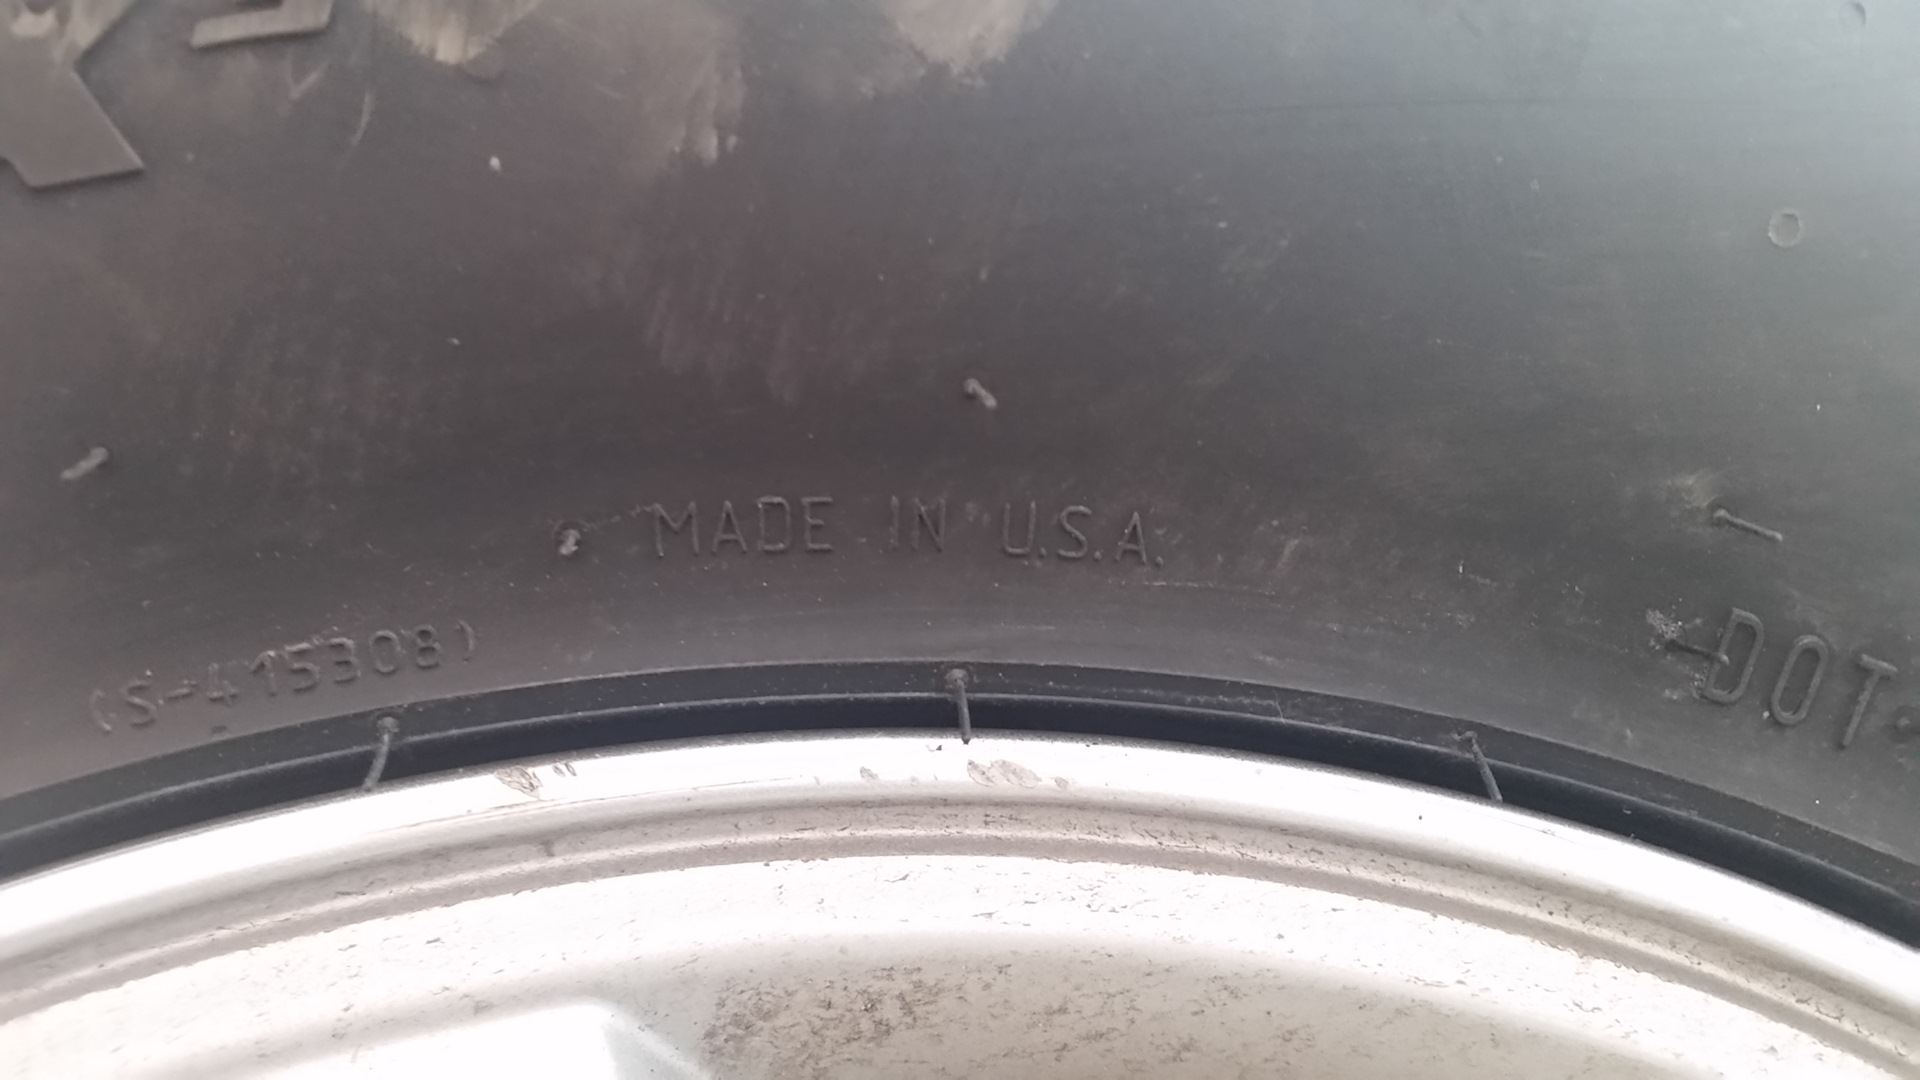 MADE IN U.S.A.
(S-415308)
DOT